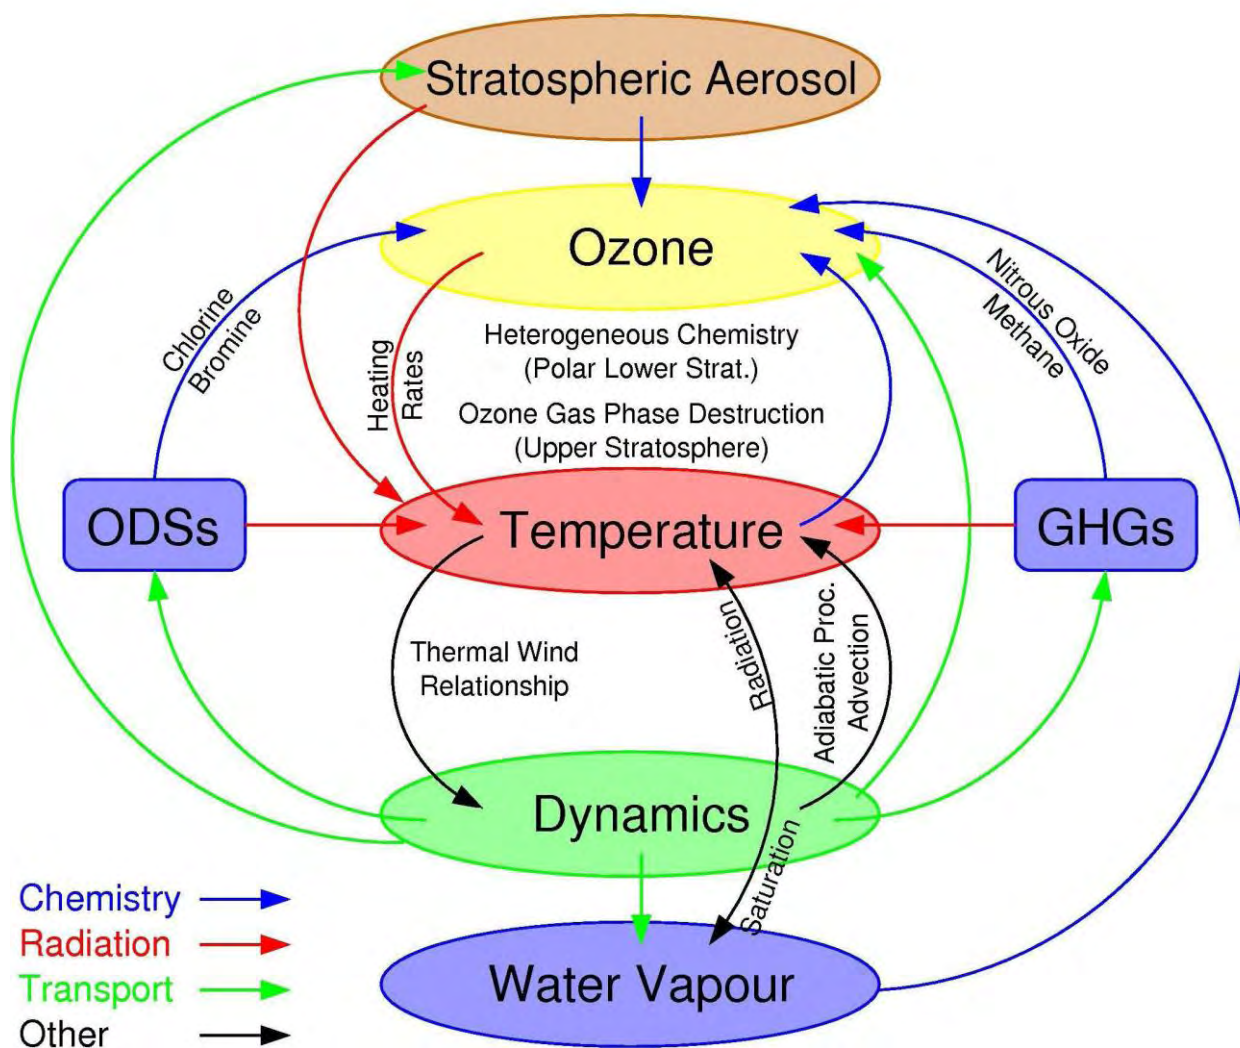 Stratospheric Aerosol
Ozone
Chlorine
Bromine
Heating
Rates
Heterogeneous Chemistry
(Polar Lower Strat.)
Ozone Gas Phase Destruction
(Upper Stratosphere)
Nitrous Oxide
Methane
ODSs
Temperature
GHGs
Thermal Wind
Relationship
Radiation
Adiabatic Proc.
Advection
Dynamics
Saturation
Water Vapour
Chemistry
Radiation
Transport
Other